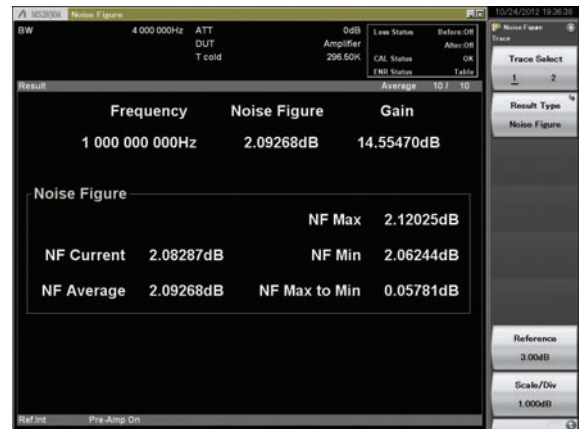 MS2850A Noise Figure
10/24/2012 19:36:38
BW 4 000 000Hz ATT 0dB
DUT Amplifier
T cold 296.50K
Loss Status Before:Off
After:Off
CAL Status OK
ENR Status Table
Result Average 10 / 10
Frequency Noise Figure Gain
1 000 000 000Hz 2.09268dB 14.55470dB
Noise Figure
NF Max 2.12025dB
NF Current 2.08287dB NF Min 2.06244dB
NF Average 2.09268dB NF Max to Min 0.05781dB
Ref.Int Pre-Amp On
Noise Figure
Trace
Trace Select
1 2
Result Type
Noise Figure
Reference
3.00dB
Scale/Div
1.000dB